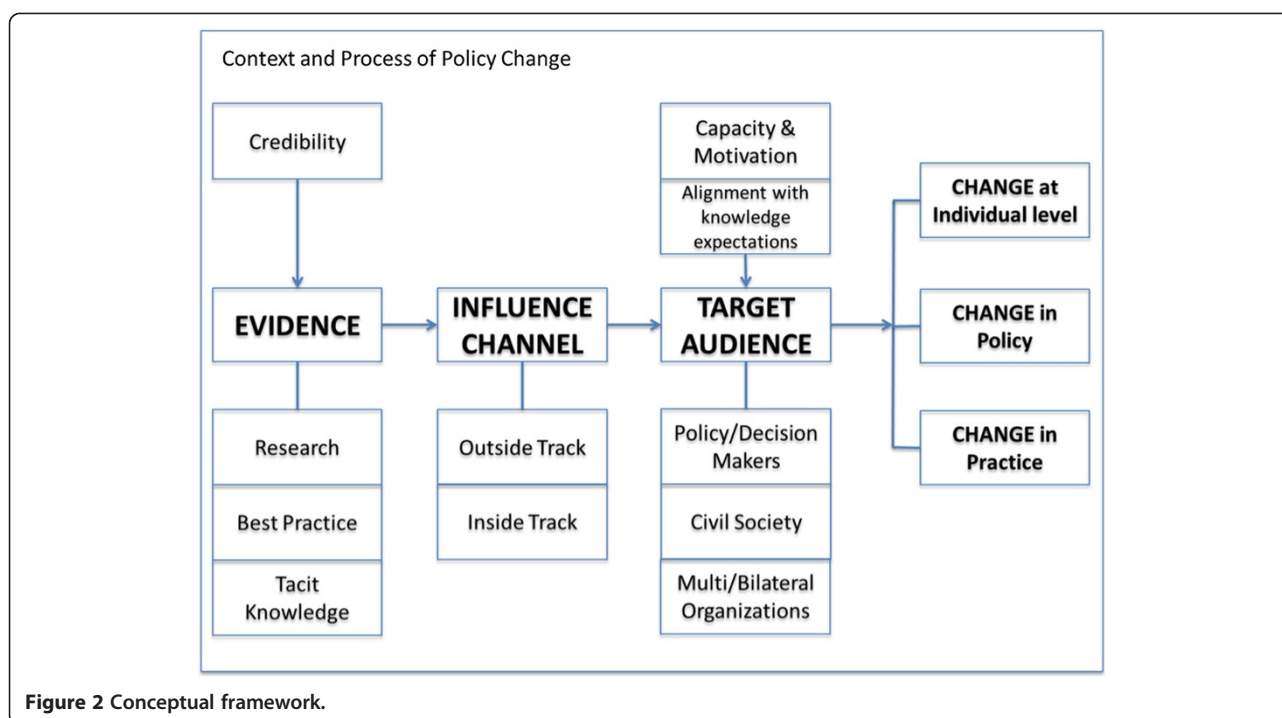 Context and Process of Policy Change
Credibility
Capacity &
Motivation
Alignment with
knowledge
expectations
EVIDENCE
INFLUENCE
CHANNEL
TARGET
AUDIENCE
CHANGE at
Individual level
CHANGE in
Policy
CHANGE in
Practice
Research
Best Practice
Tacit
Knowledge
Outside Track
Inside Track
Policy/Decision
Makers
Civil Society
Multi/Bilateral
Organizations
Figure 2 Conceptual framework.